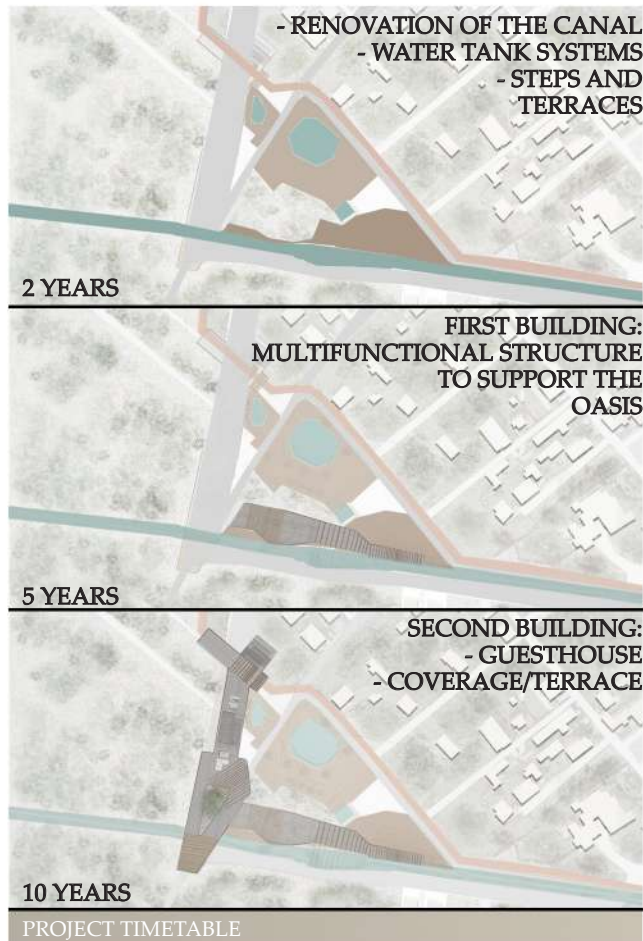 - RENOVATION OF THE CANAL
- WATER TANK SYSTEMS
- STEPS AND
TERRACES
2 YEARS
FIRST BUILDING:
MULTIFUNCTIONAL STRUCTURE
TO SUPPORT THE
OASIS
5 YEARS
SECOND BUILDING:
- GUESTHOUSE
- COVERAGE/TERRACE
10 YEARS
PROJECT TIMETABLE